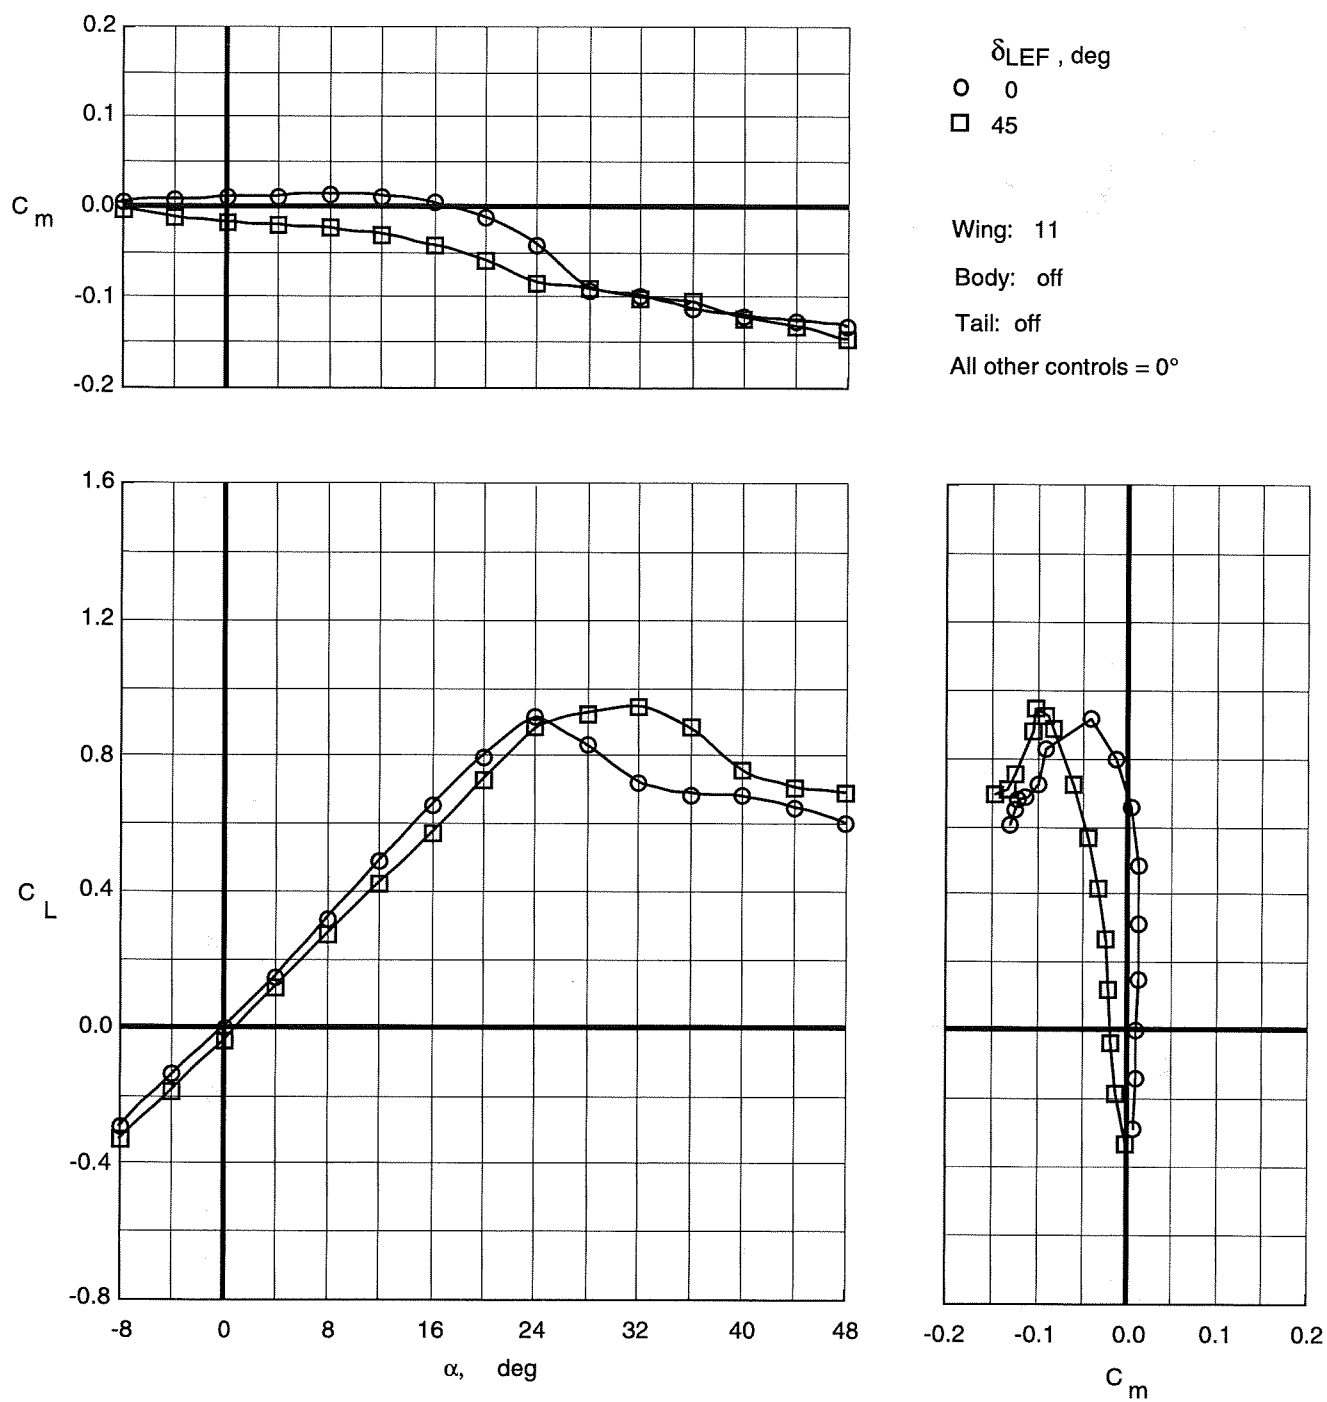 0.2
0.1
0.0
-0.1
-0.2
C m
δLEF , deg
0
45
Wing: 11
Body: off
Tail: off
All other controls = 0°
1.6
1.2
0.8
0.4
0.0
-0.4
-0.8
C L
-8 0 8 16 24 32 40 48
α, deg
-0.2 -0.1 0.0 0.1 0.2
C m